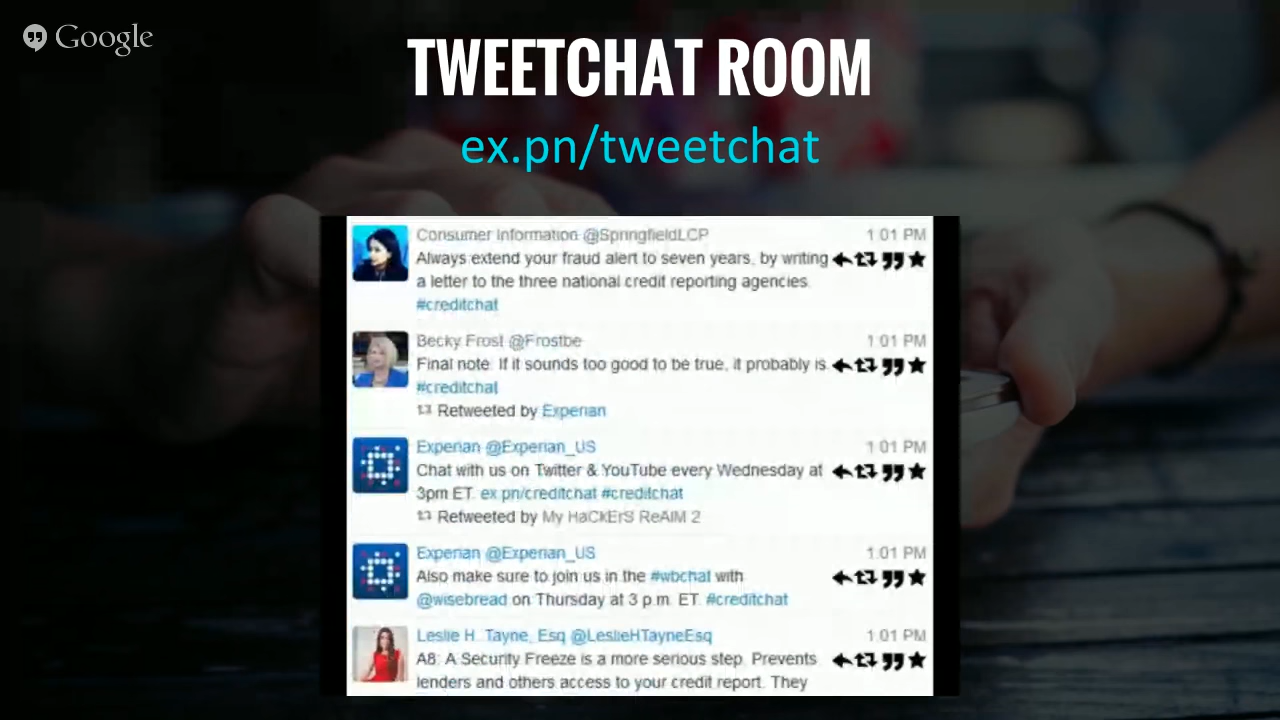 Google
TWEETCHAT ROOM
ex.pn/tweetchat
Consumer Information @SpringfieldLCP 1:01 PM
Always extend your fraud alert to seven years, by writing
a letter to the three national credit reporting agencies.
#creditchat
Becky Frost @Frostbe 1:01 PM
Final note: If it sounds too good to be true, it probably is.
#creditchat
Retweeted by Experian
Experian @Experian_US 1:01 PM
Chat with us on Twitter & YouTube every Wednesday at
3pm ET. ex.pn/creditchat #creditchat
Retweeted by My HaCkErS ReAlM 2
Experian @Experian_US 1:01 PM
Also make sure to join us in the #wbchat with
@wisebread on Thursday at 3 p.m. ET. #creditchat
Leslie H. Tayne, Esq @LeslieHTayneEsq 1:01 PM
A8: A Security Freeze is a more serious step. Prevents
lenders and others access to your credit report. They